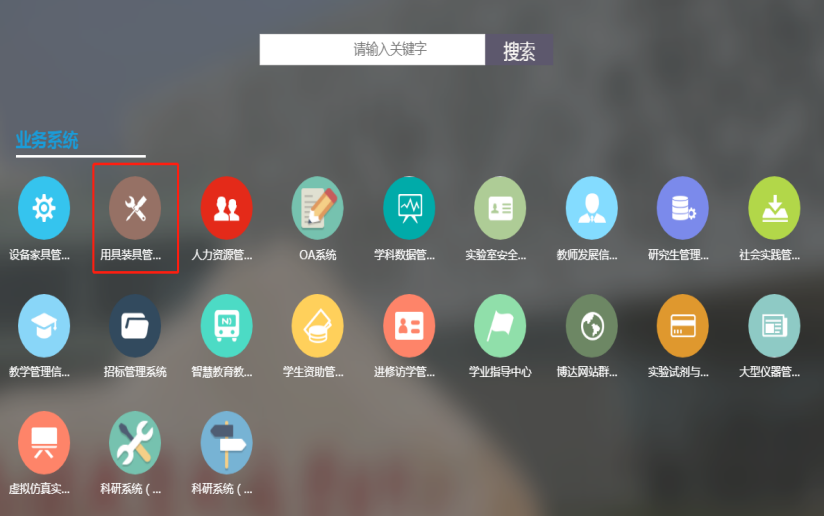 请输入关键字
搜索
业务系统
设备家具管...
用具装具管...
人力资源管...
OA系统
学科数据管...
实验室安全...
教师发展信...
研究生管理...
社会实践管...
教学管理信...
招标管理系统
智慧教育教...
学生资助管...
进修访学管...
学业指导中心
博达网站群...
实验试剂与...
大型仪器管...
虚拟仿真实...
科研系统（...
科研系统（...